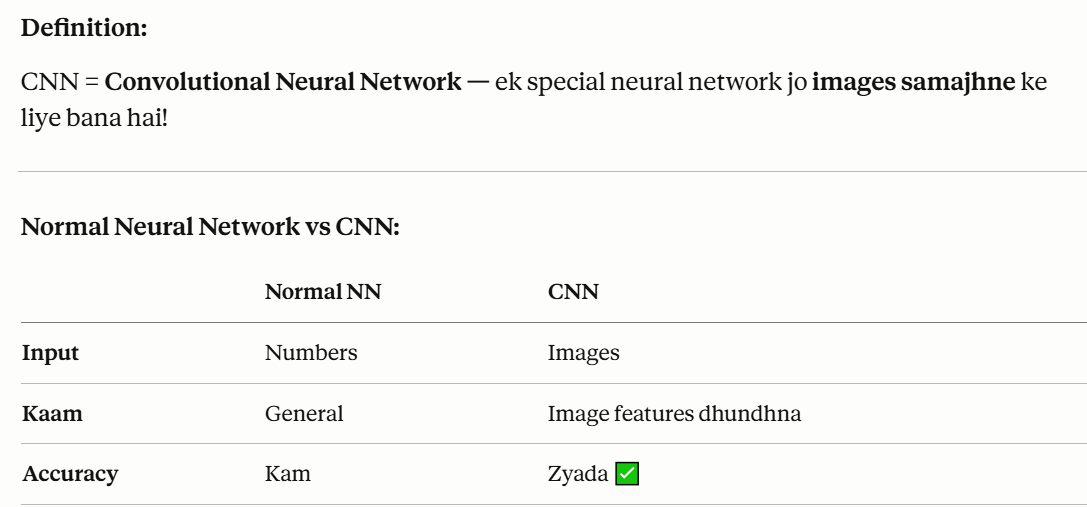 Definition:
CNN = Convolutional Neural Network — ek special neural network jo images samajhne ke
liye bana hai!
Normal Neural Network vs CNN:
Normal NN CNN
Input Numbers Images
Kaam General Image features dhundhna
Accuracy Kam Zyada ✅